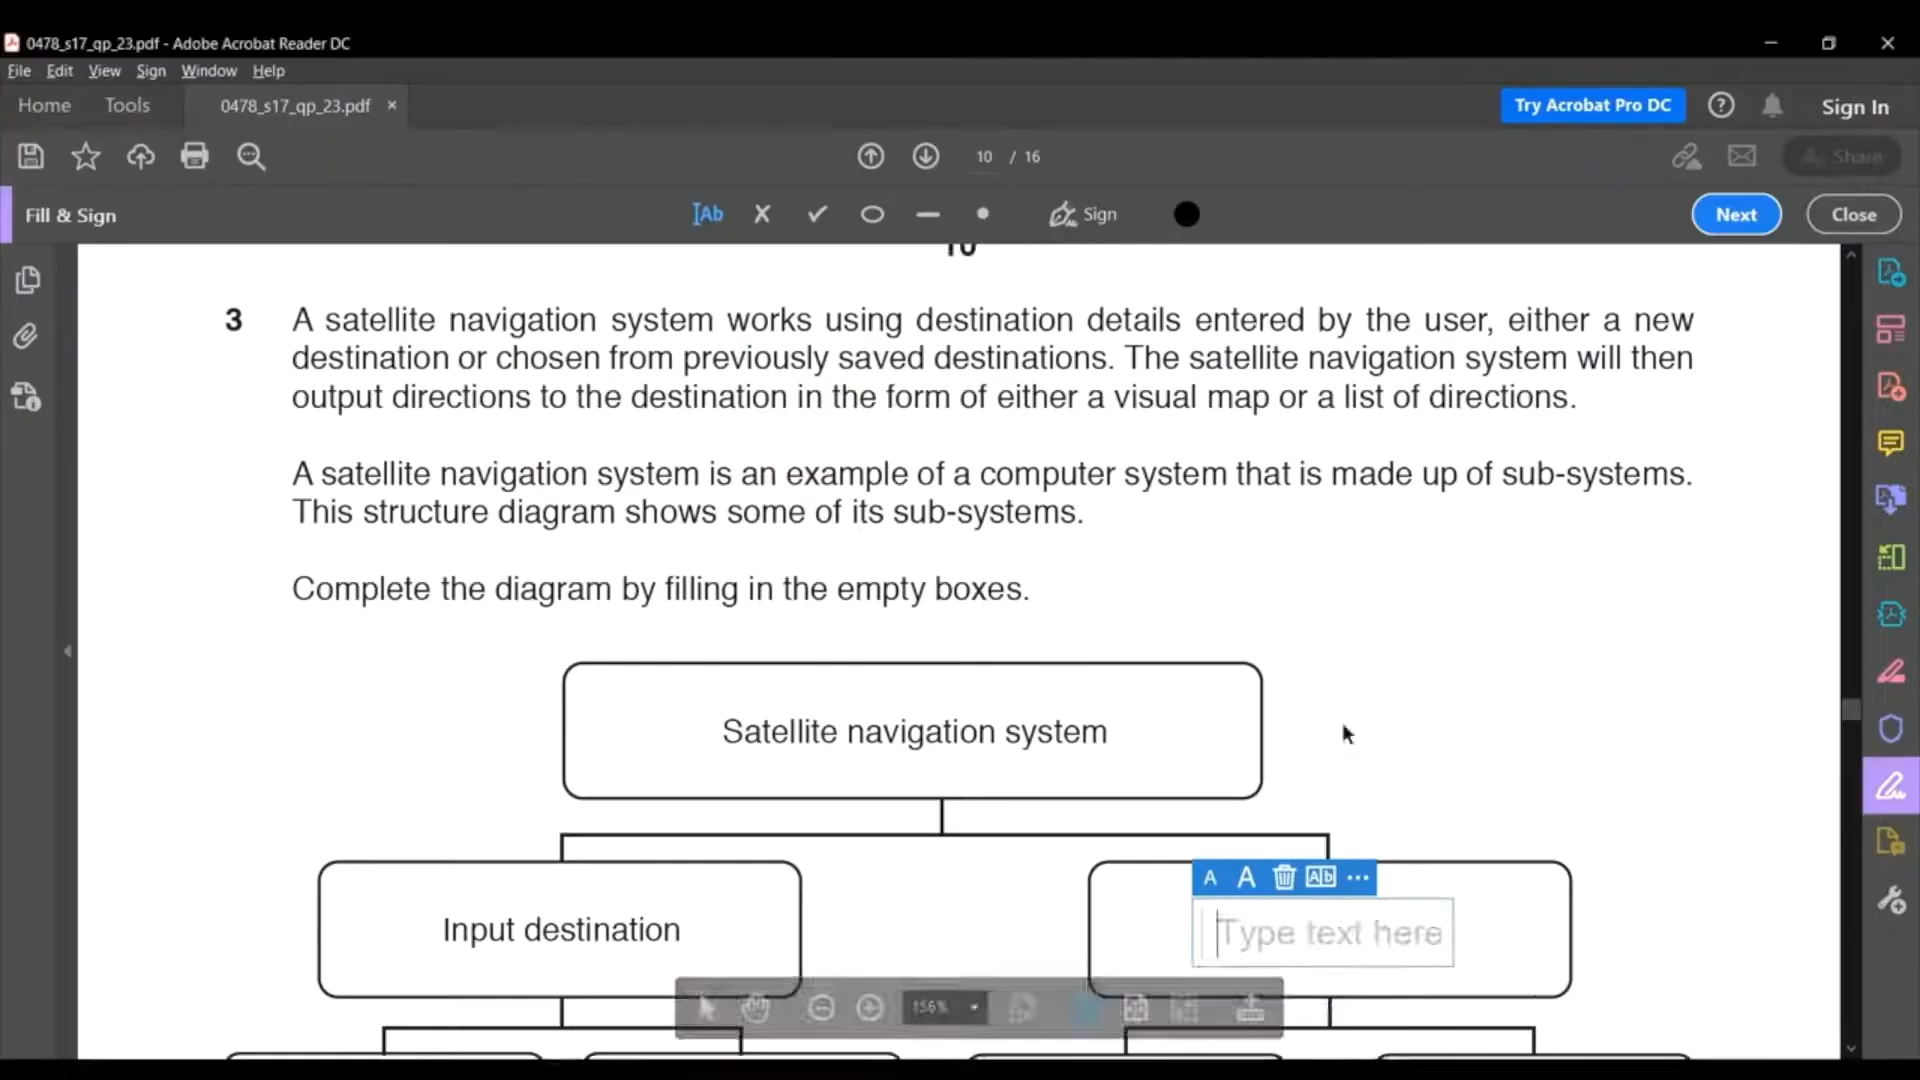 0478_s17_qp_23.pdf - Adobe Acrobat Reader DC
File Edit View Sign Window Help
Home Tools 0478_s17_qp_23.pdf × Try Acrobat Pro DC Sign In
10 / 16 Share
Fill & Sign Ab Sign Next Close
10
3 A satellite navigation system works using destination details entered by the user, either a new
destination or chosen from previously saved destinations. The satellite navigation system will then
output directions to the destination in the form of either a visual map or a list of directions.
A satellite navigation system is an example of a computer system that is made up of sub-systems.
This structure diagram shows some of its sub-systems.
Complete the diagram by filling in the empty boxes.
Satellite navigation system
A A Ab ...
Input destination
Type text here
156%